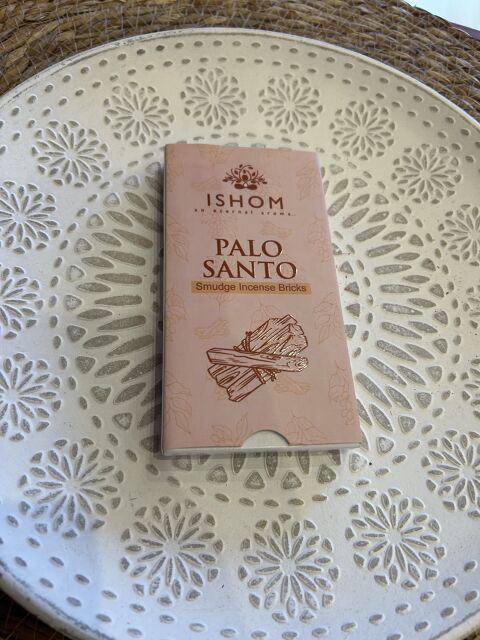 ISHOM
an eternal aroma..
PALO
SANTO
Smudge Incense Bricks